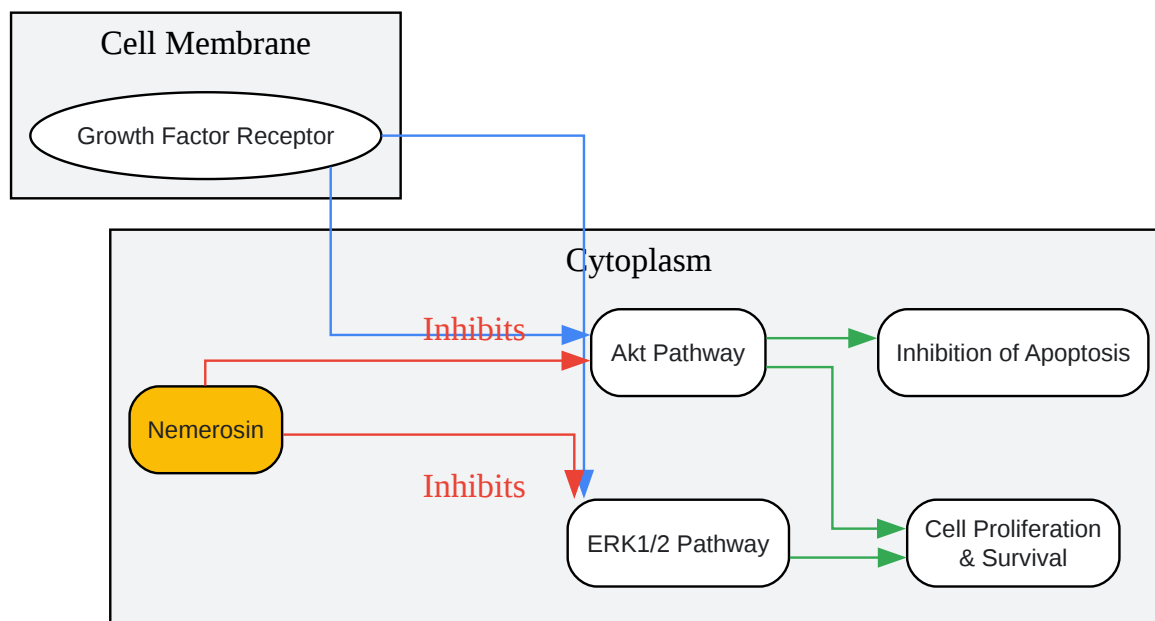 Cell Membrane
Growth Factor Receptor
Cytoplasm
Inhibits
Akt Pathway
Inhibition of Apoptosis
Nemerosin
Inhibits
ERK1/2 Pathway
Cell Proliferation
& Survival